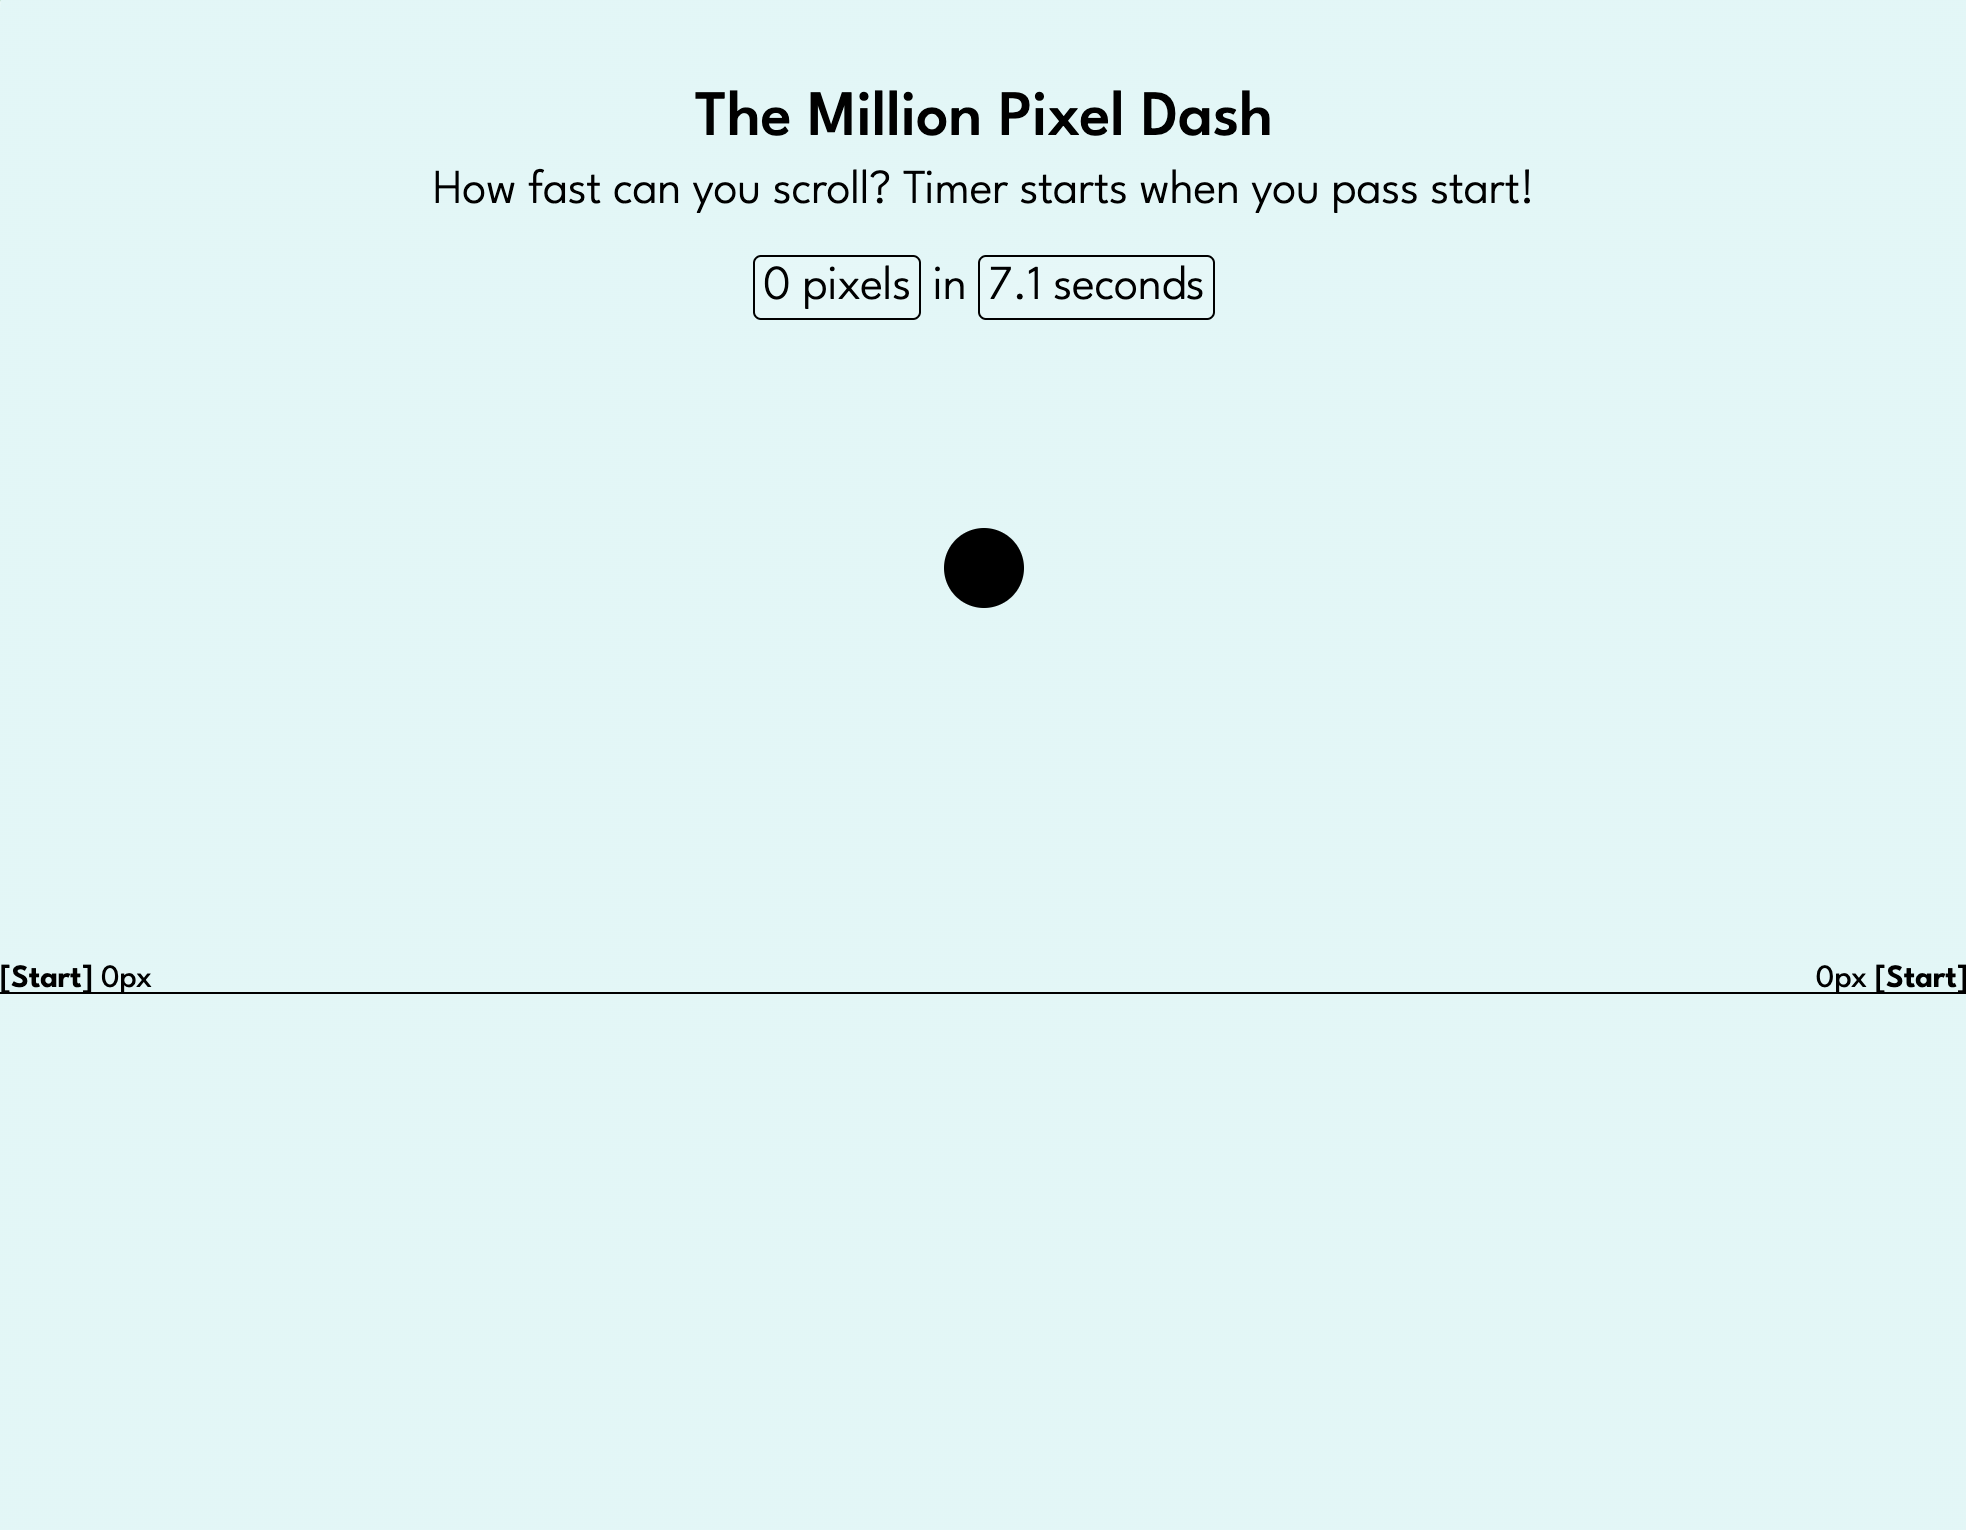 The Million Pixel Dash
How fast can you scroll? Timer starts when you pass start!
0 pixels in 7.1 seconds
[Start] 0px 0px [Start]